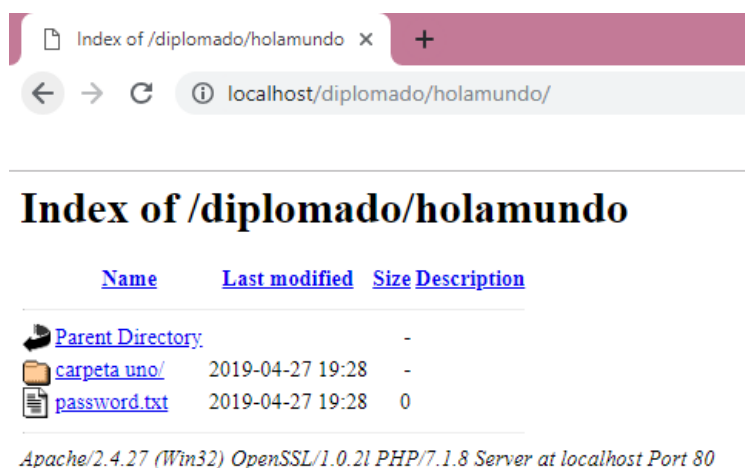 Index of /diplomado/holamundo
localhost/diplomado/holamundo/
Index of /diplomado/holamundo
Name Last modified Size Description
Parent Directory -
carpeta uno/ 2019-04-27 19:28 -
password.txt 2019-04-27 19:28 0
Apache/2.4.27 (Win32) OpenSSL/1.0.2l PHP/7.1.8 Server at localhost Port 80